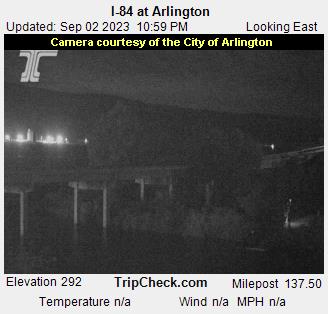 I-84 at Arlington
Updated: Sep 02 2023 10:59 PM Looking East
Camera courtesy of the City of Arlington
Elevation 292 TripCheck.com Milepost 137.50
Temperature n/a Wind n/a MPH n/a